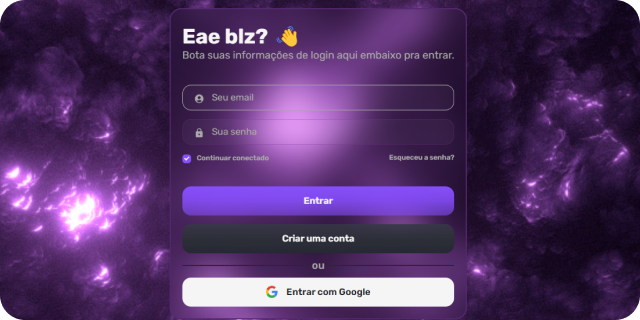 Eae blz? 👋
Bota suas informações de login aqui embaixo pra entrar.
Seu email
Sua senha
Continuar conectado
Esqueceu a senha?
Entrar
Criar uma conta
ou
Entrar com Google